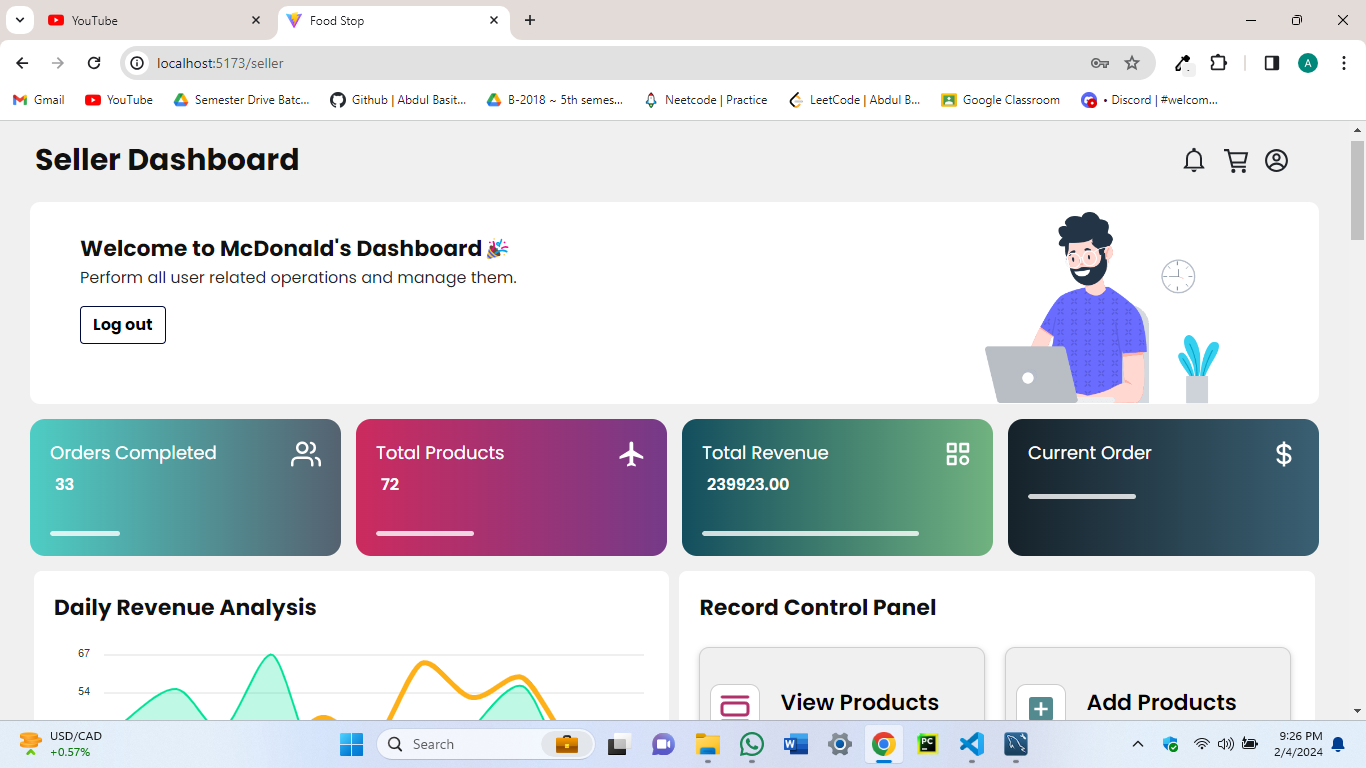 YouTube
Food Stop
localhost:5173/seller
A
Gmail
YouTube
Semester Drive Batc...
Github | Abdul Basit...
B-2018 ~ 5th semes...
Neetcode | Practice
LeetCode | Abdul B...
Google Classroom
• Discord | #welcom...
Seller Dashboard
Welcome to McDonald's Dashboard
Perform all user related operations and manage them.
Log out
Orders Completed
33
Total Products
72
Total Revenue
239923.00
Current Order
$
Daily Revenue Analysis
67
54
Record Control Panel
View Products
Add Products
USD/CAD
+0.57%
Search
W
PC
9:26 PM
2/4/2024